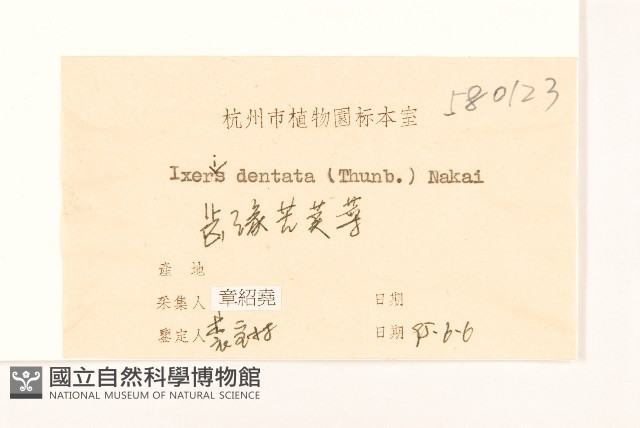 580123
杭州市植物園标本室
Ixeris dentata (Thunb.) Nakai
齿缘苦荬菜
產地
采集人 章紹堯 日期
鑒定人 日期 95-6-6
國立自然科學博物館
NATIONAL MUSEUM OF NATURAL SCIENCE